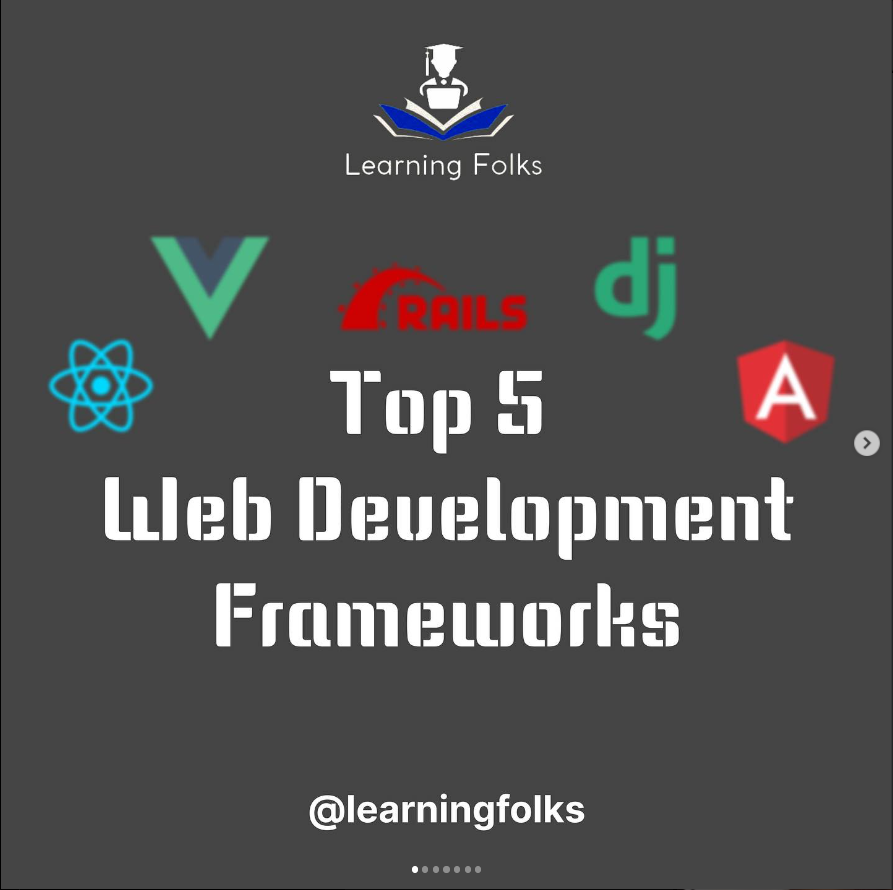 Learning Folks
RAILS
dj
A
Top 5
Web Development
Frameworks
@learningfolks